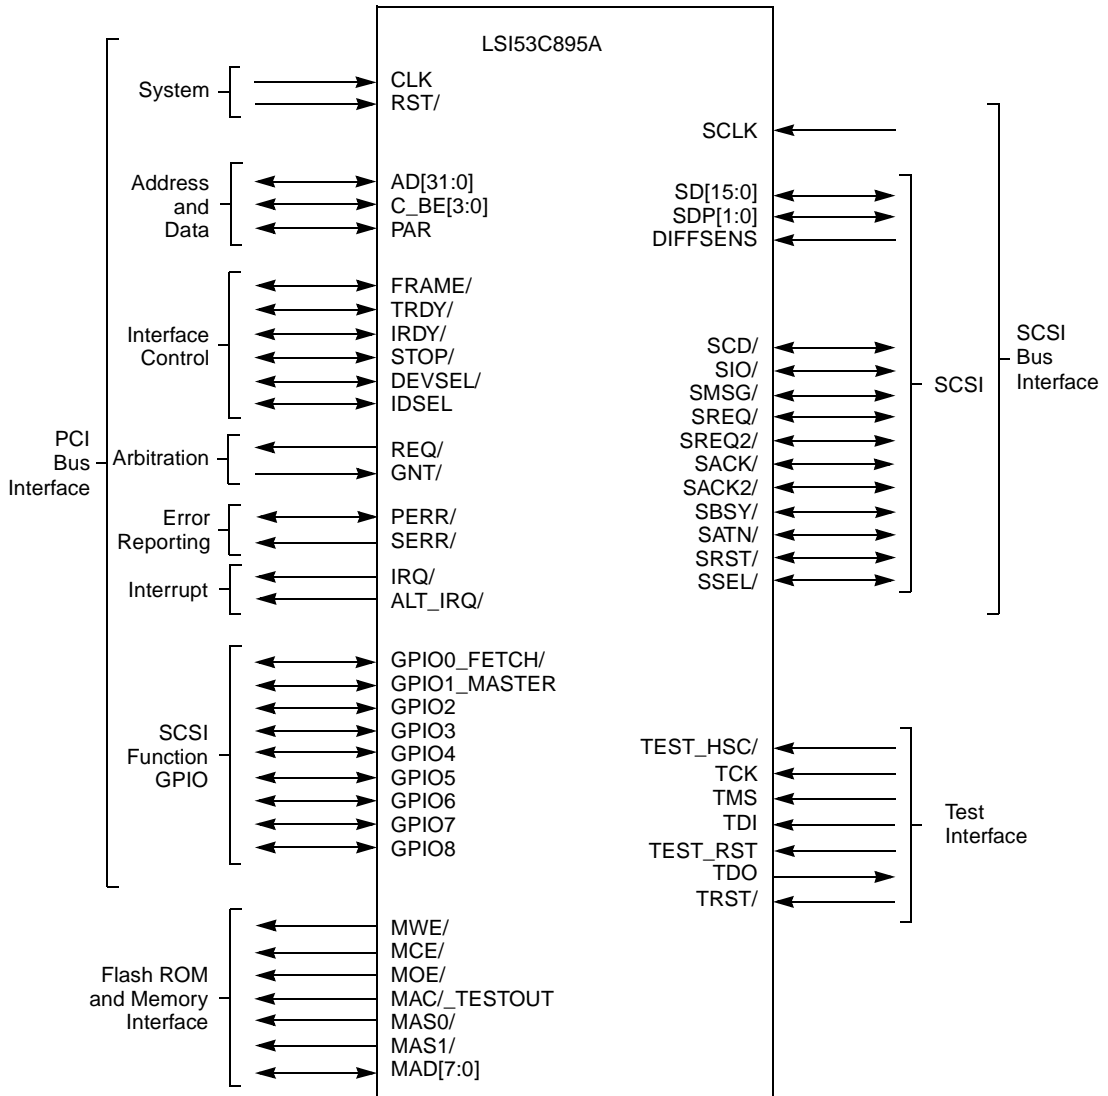 LSI53C895A
PCI
Bus
Interface
System
CLK
RST/
Address
and
Data
AD[31:0]
C_BE[3:0]
PAR
Interface
Control
FRAME/
TRDY/
IRDY/
STOP/
DEVSEL/
IDSEL
Arbitration
REQ/
GNT/
Error
Reporting
PERR/
SERR/
Interrupt
IRQ/
ALT_IRQ/
SCSI
Function
GPIO
GPIO0_FETCH/
GPIO1_MASTER
GPIO2
GPIO3
GPIO4
GPIO5
GPIO6
GPIO7
GPIO8
Flash ROM
and Memory
Interface
MWE/
MCE/
MOE/
MAC/_TESTOUT
MAS0/
MAS1/
MAD[7:0]
SCLK
SD[15:0]
SDP[1:0]
DIFFSENS
SCD/
SIO/
SMSG/
SREQ/
SREQ2/
SACK/
SACK2/
SBSY/
SATN/
SRST/
SSEL/
SCSI
SCSI
Bus
Interface
TEST_HSC/
TCK
TMS
TDI
TEST_RST
TDO
TRST/
Test
Interface